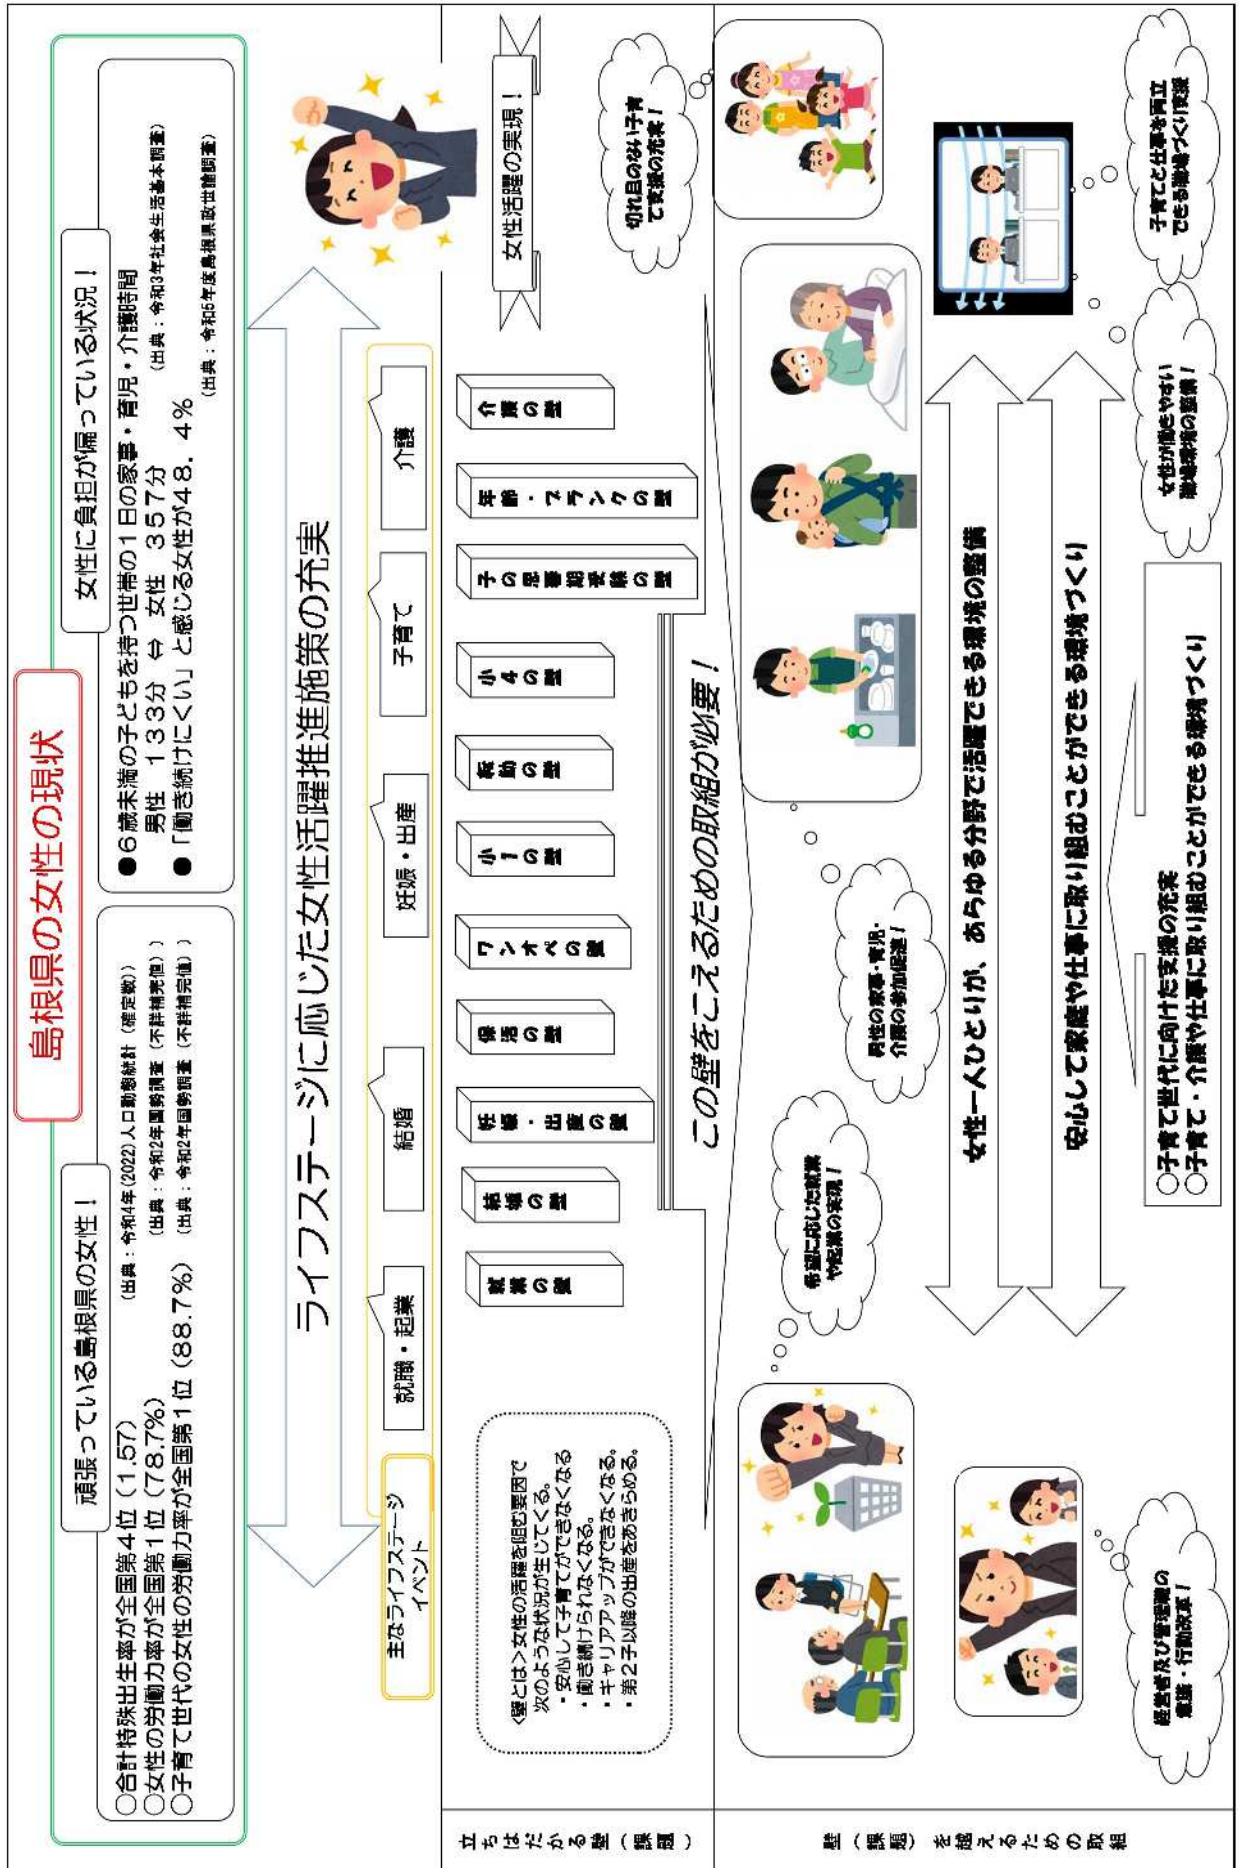 島根県の女性の現状
頑張っている島根県の女性！
○合計特殊出生率が全国第4位（1.57）
（出典：令和4年(2022)人口動態統計（確定数））
○女性の労働力率が全国第1位（78.7％）
（出典：令和2年国勢調査（不詳補完値））
○子育て世代の女性の労働力率が全国第1位（88.7％）
（出典：令和2年国勢調査（不詳補完値））
女性に負担が偏っている状況！
●6歳未満の子どもを持つ世帯の1日の家事・育児・介護時間
男性　133分　⇔　女性　357分
（出典：令和3年社会生活基本調査）
●「働き続けにくい」と感じる女性が48．4％
（出典：令和5年度島根県政世論調査）
ライフステージに応じた女性活躍推進施策の充実
主なライフステージ
イベント
就職・起業
結婚
妊娠・出産
子育て
介護
立ちはだかる壁（課題）
＜壁とは＞女性の活躍を阻む要因で
次のような状況が生じてくる。
・安心して子育てができなくなる
・働き続けられなくなる。
・キャリアアップができなくなる。
・第2子以降の出産をあきらめる。
就業の壁
結婚の壁
妊娠・出産の壁
保活の壁
ワンオペの壁
小1の壁
転勤の壁
小4の壁
子の思春期受験の壁
年齢・ブランクの壁
介護の壁
女性活躍の実現！
この壁をこえるための取組が必要！
壁（課題）を越えるための取組
希望に応じた就業
や起業の実現！
男性の家事・育児・
介護の参加促進！
切れ目のない子育
て支援の充実！
女性一人ひとりが、あらゆる分野で活躍できる環境の整備
安心して家庭や仕事に取り組むことができる環境づくり
経営者及び管理職の
意識・行動改革！
○子育て世代に向けた支援の充実
○子育て・介護や仕事に取り組むことができる環境づくり
女性が働きやすい
職場環境の整備！
子育てと仕事を両立
できる職場づくり支援